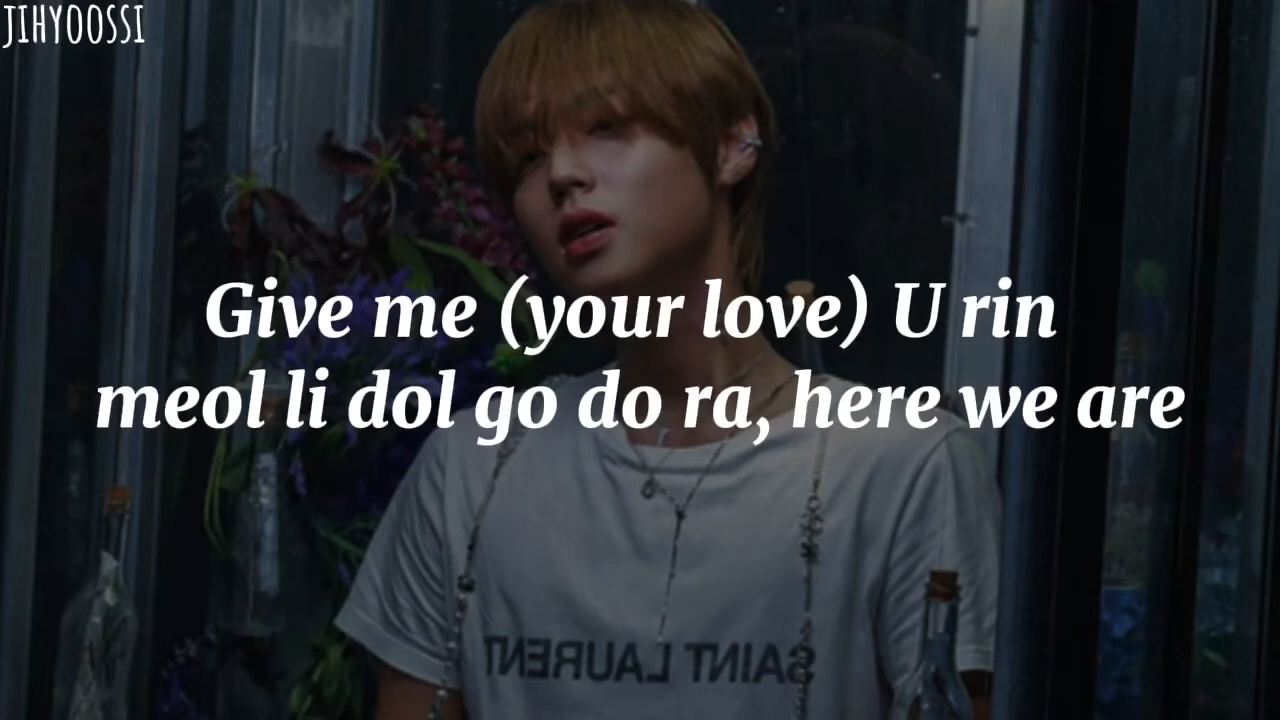 JIHYOOSSI
Give me (your love) U rin
meol li dol go do ra, here we are
SAINT LAURENT